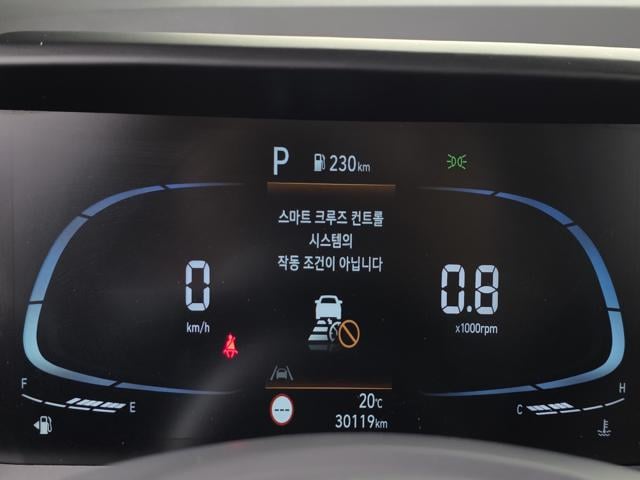 P 230km
스마트 크루즈 컨트롤
시스템의
작동 조건이 아닙니다
0
km/h
0.8
x1000rpm
F E
C H
---
20℃
30119km